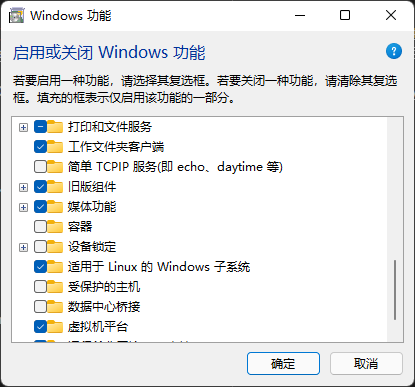 Windows 功能
启用或关闭 Windows 功能
?
若要启用一种功能，请选择其复选框。若要关闭一种功能，请清除其复选
框。填充的框表示仅启用该功能的一部分。
打印和文件服务
工作文件夹客户端
简单 TCPIP 服务(即 echo、daytime 等)
旧版组件
媒体功能
容器
设备锁定
适用于 Linux 的 Windows 子系统
受保护的主机
数据中心桥接
虚拟机平台
确定
取消